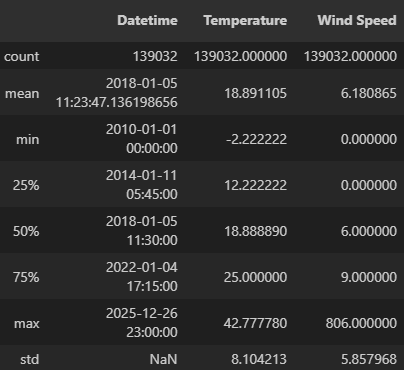 Datetime Temperature Wind Speed
count 139032 139032.000000 139032.000000
mean 2018-01-05 11:23:47.136198656 18.891105 6.180865
min 2010-01-01 00:00:00 -2.222222 0.000000
25% 2014-01-11 05:45:00 12.222222 0.000000
50% 2018-01-05 11:30:00 18.888890 6.000000
75% 2022-01-04 17:15:00 25.000000 9.000000
max 2025-12-26 23:00:00 42.777780 806.000000
std NaN 8.104213 5.857968